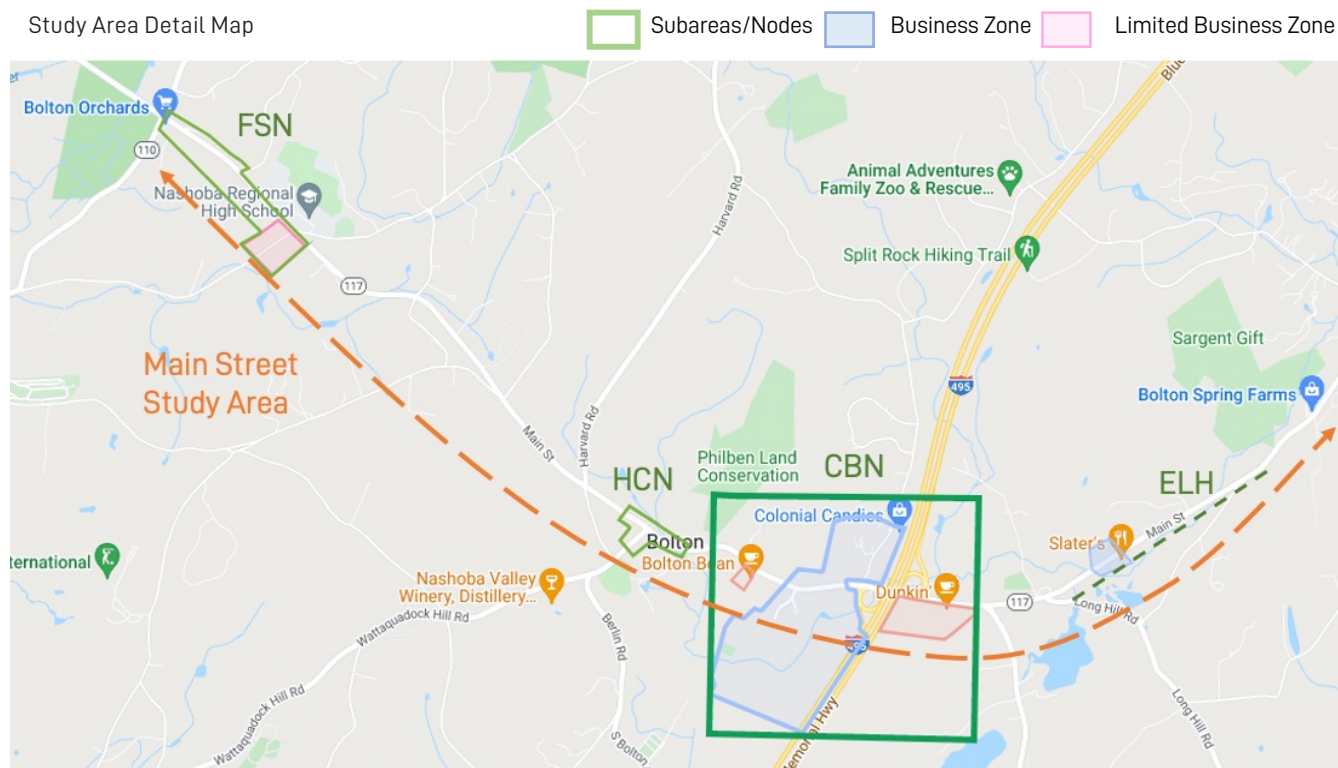 Study Area Detail Map
Subareas/Nodes
Business Zone
Limited Business Zone
Bolton Orchards
FSN
110
Nashoba Regional
High School
117
Main Street
Study Area
Harvard Rd
Animal Adventures
Family Zoo & Rescue...
Split Rock Hiking Trail
Sargent Gift
495
Bolton Spring Farms
Harvard Rd
Main St
HCN
Philben Land
Conservation
CBN
ELH
Colonial Candies
Main St
Slater's
Bolton
Bolton Bean
Nashoba Valley
Winery, Distillery...
Dunkin'
117
Long Hill Rd
Wattaquadock Hill Rd
Berlin Rd
495
Long Hill Rd
Wattaquadock Hill Rd
S Bolton
Memorial Hwy